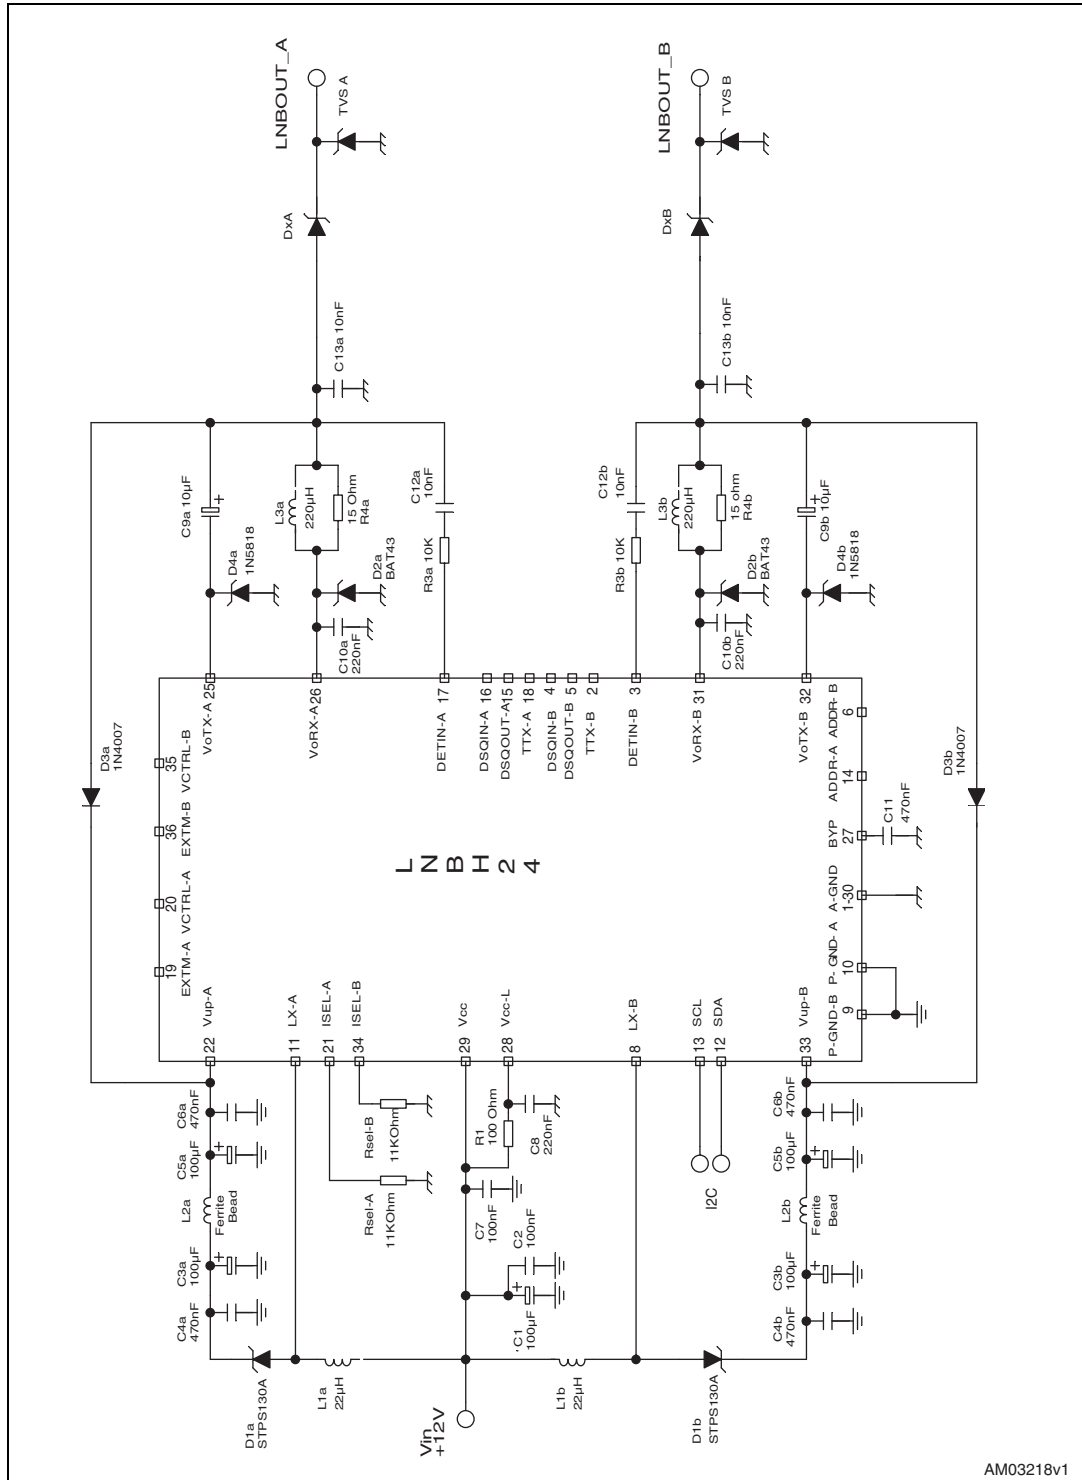 LNBOUT_A
TVS A
DxA
C13a 10nF
LNBOUT_B
TVS B
DxB
C13b 10nF
C9a 10µF
+
D4a
1N5818
L3a
220µH
15 Ohm
R4a
D2a
BAT43
C10a
220nF
C12a
10nF
R3a 10K
C12b
10nF
R3b 10K
L3b
220µH
15 ohm
R4b
D2b
BAT43
C10b
220nF
C9b 10µF
+
D4b
1N5818
D3a
1N4007
D3b
1N4007
VoTX-A 25
VoRX-A 26
DETIN-A 17
DSQIN-A 16
DSQOUT-A 15
TTX-A 18
DSQIN-B 4
DSQOUT-B 5
TTX-B 2
DETIN-B 3
VoRX-B 31
VoTX-B 32
35 VCTRL-B
36 EXTM-B
20 VCTRL-A
19 EXTM-A
LNBH24
6 ADDR-B
14 ADDR-A
27 BYP
1-30 A-GND
10 P-GND-A
9 P-GND-B
C11
470nF
22 Vup-A
11 LX-A
21 ISEL-A
34 ISEL-B
29 Vcc
28 Vcc-L
8 LX-B
13 SCL
12 SDA
33 Vup-B
C6a
470nF
C5a
100µF
+
L2a
Ferrite
Bead
C3a
100µF
+
C4a
470nF
Rsel-B
11KOhm
Rsel-A
11KOhm
R1
100 Ohm
C8
220nF
C7
100nF
C2
100nF
C1
100µF
+
I2C
C6b
470nF
C5b
100µF
+
L2b
Ferrite
Bead
C3b
100µF
+
C4b
470nF
D1a
STPS130A
L1a
22µH
Vin
+12V
L1b
22µH
D1b
STPS130A
AM03218v1